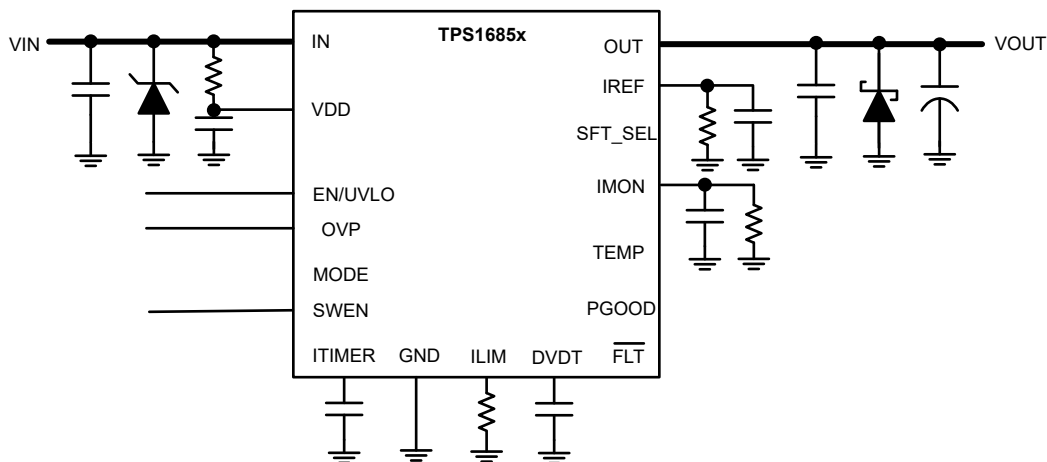 TPS1685x
VIN
IN
OUT
VOUT
IREF
VDD
SFT_SEL
EN/UVLO
IMON
OVP
TEMP
MODE
SWEN
PGOOD
ITIMER
GND
ILIM
DVDT
FLT